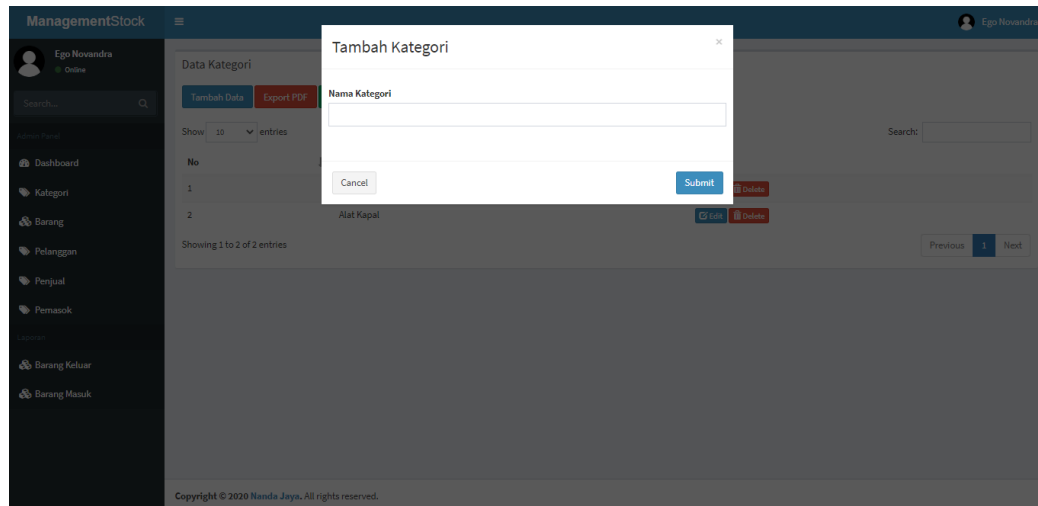 ManagementStock
Ego Novandra
Ego Novandra
Online
Search...
Admin Panel
Dashboard
Kategori
Barang
Pelanggan
Penjual
Pemasok
Laporan
Barang Keluar
Barang Masuk
Data Kategori
Tambah Data Export PDF
Show 10 entries
Search:
No
1 Delete
2 Alat Kapal Edit Delete
Showing 1 to 2 of 2 entries
Previous 1 Next
Tambah Kategori ×
Nama Kategori
Cancel Submit
Copyright © 2020 Nanda Jaya. All rights reserved.